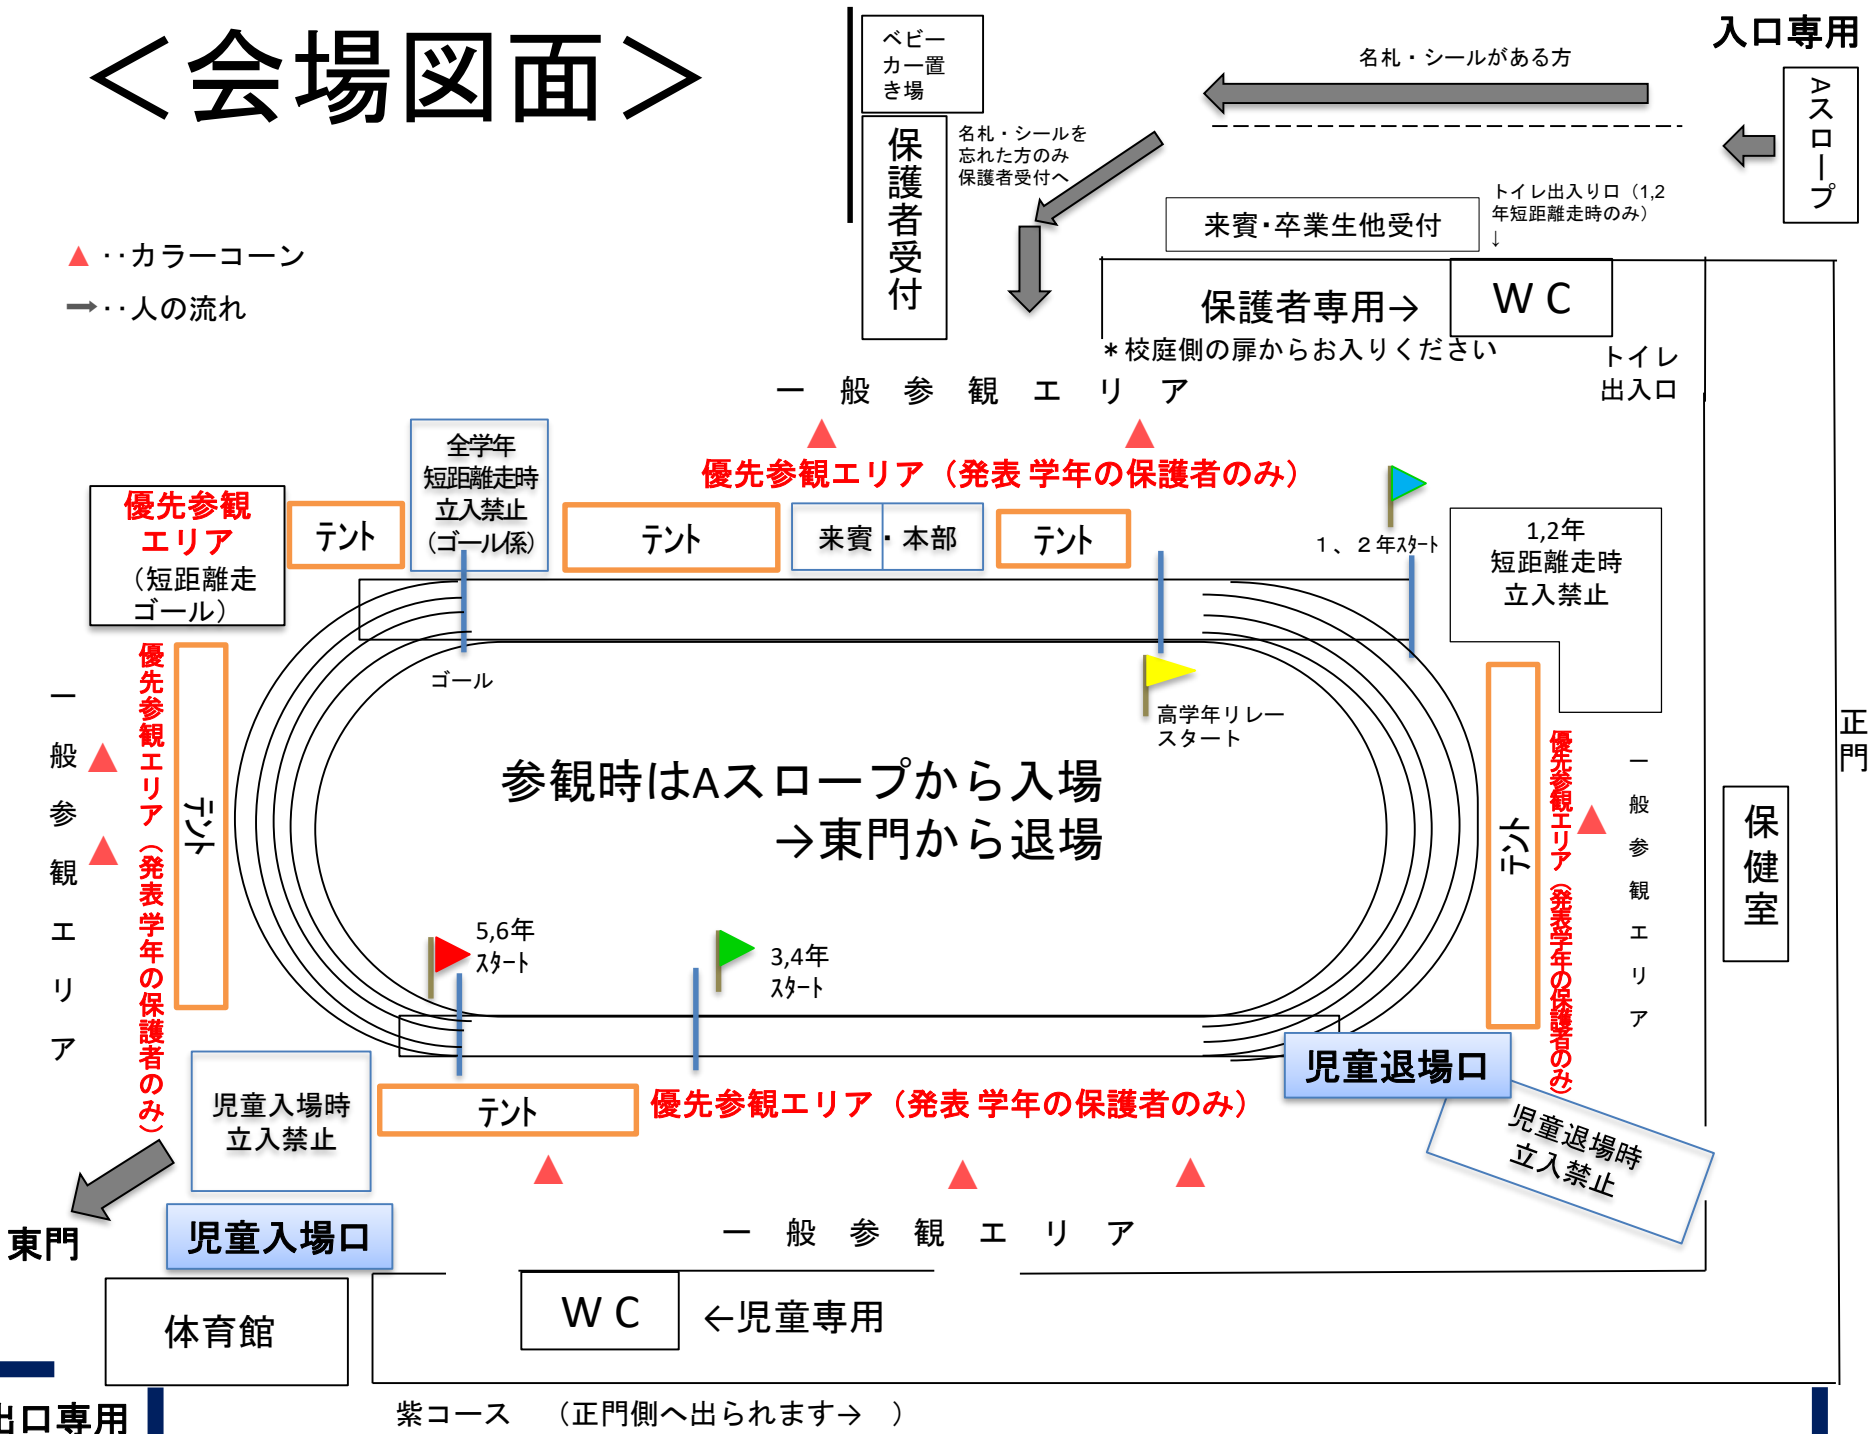 ＜会場図面＞
ベビー
カー置
き場
名札・シールがある方
入口専用
Aスロープ
保護者受付
名札・シールを
忘れた方のみ
保護者受付へ
来賓・卒業生他受付
トイレ出入り口（1,2
年短距離走時のみ）
↓
▲ ‥カラーコーン
→‥人の流れ
保護者専用→
ＷＣ
＊校庭側の扉からお入りください
トイレ
出入口
一般参観エリア
全学年
短距離走時
立入禁止
（ゴール係）
優先参観エリア（発表 学年の保護者のみ）
優先参観
エリア
（短距離走
ゴール）
テント
テント
来賓・本部
テント
１、２年ｽﾀｰﾄ
1,2年
短距離走時
立入禁止
ゴール
高学年リレー
スタート
優先参観エリア（発表 学年の保護者のみ）
一般参観エリア
テント
参観時はAスロープから入場
→東門から退場
テント
優先参観エリア（発表学年の保護者のみ）
一般参観エリア
保健室
正門
5,6年
ｽﾀｰﾄ
3,4年
ｽﾀｰﾄ
児童退場口
児童入場時
立入禁止
テント
優先参観エリア（発表 学年の保護者のみ）
児童退場時
立入禁止
東門
児童入場口
一般参観エリア
体育館
ＷＣ
←児童専用
出口専用
紫コース　（正門側へ出られます→　）